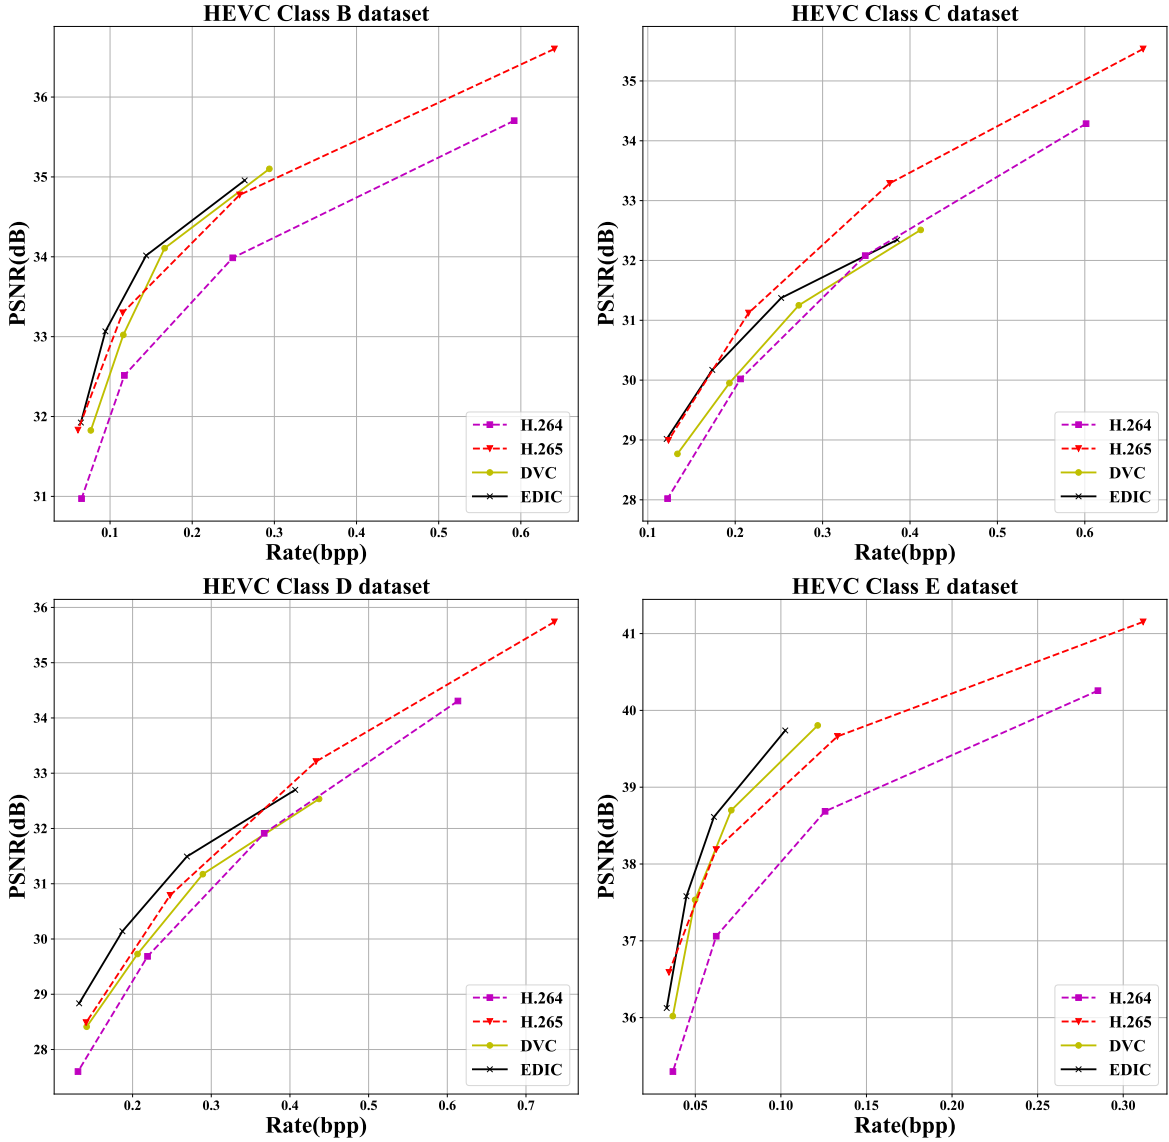 HEVC Class B dataset
PSNR(dB)
36
35
34
33
32
31
0.1 0.2 0.3 0.4 0.5 0.6
Rate(bpp)
H.264
H.265
DVC
EDIC
HEVC Class C dataset
PSNR(dB)
35
34
33
32
31
30
29
28
0.1 0.2 0.3 0.4 0.5 0.6
Rate(bpp)
H.264
H.265
DVC
EDIC
HEVC Class D dataset
PSNR(dB)
36
35
34
33
32
31
30
29
28
0.2 0.3 0.4 0.5 0.6 0.7
Rate(bpp)
H.264
H.265
DVC
EDIC
HEVC Class E dataset
PSNR(dB)
41
40
39
38
37
36
0.05 0.10 0.15 0.20 0.25 0.30
Rate(bpp)
H.264
H.265
DVC
EDIC